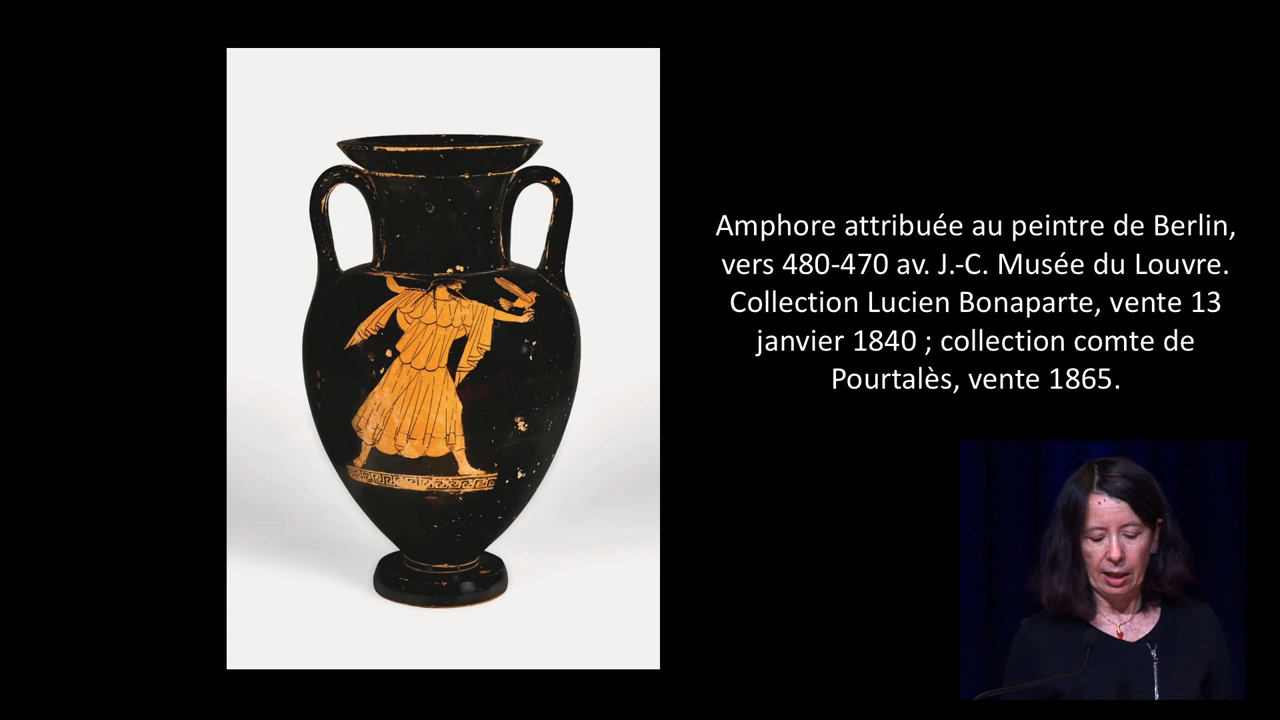 Amphore attribuée au peintre de Berlin,
vers 480-470 av. J.-C. Musée du Louvre.
Collection Lucien Bonaparte, vente 13
janvier 1840 ; collection comte de
Pourtalès, vente 1865.